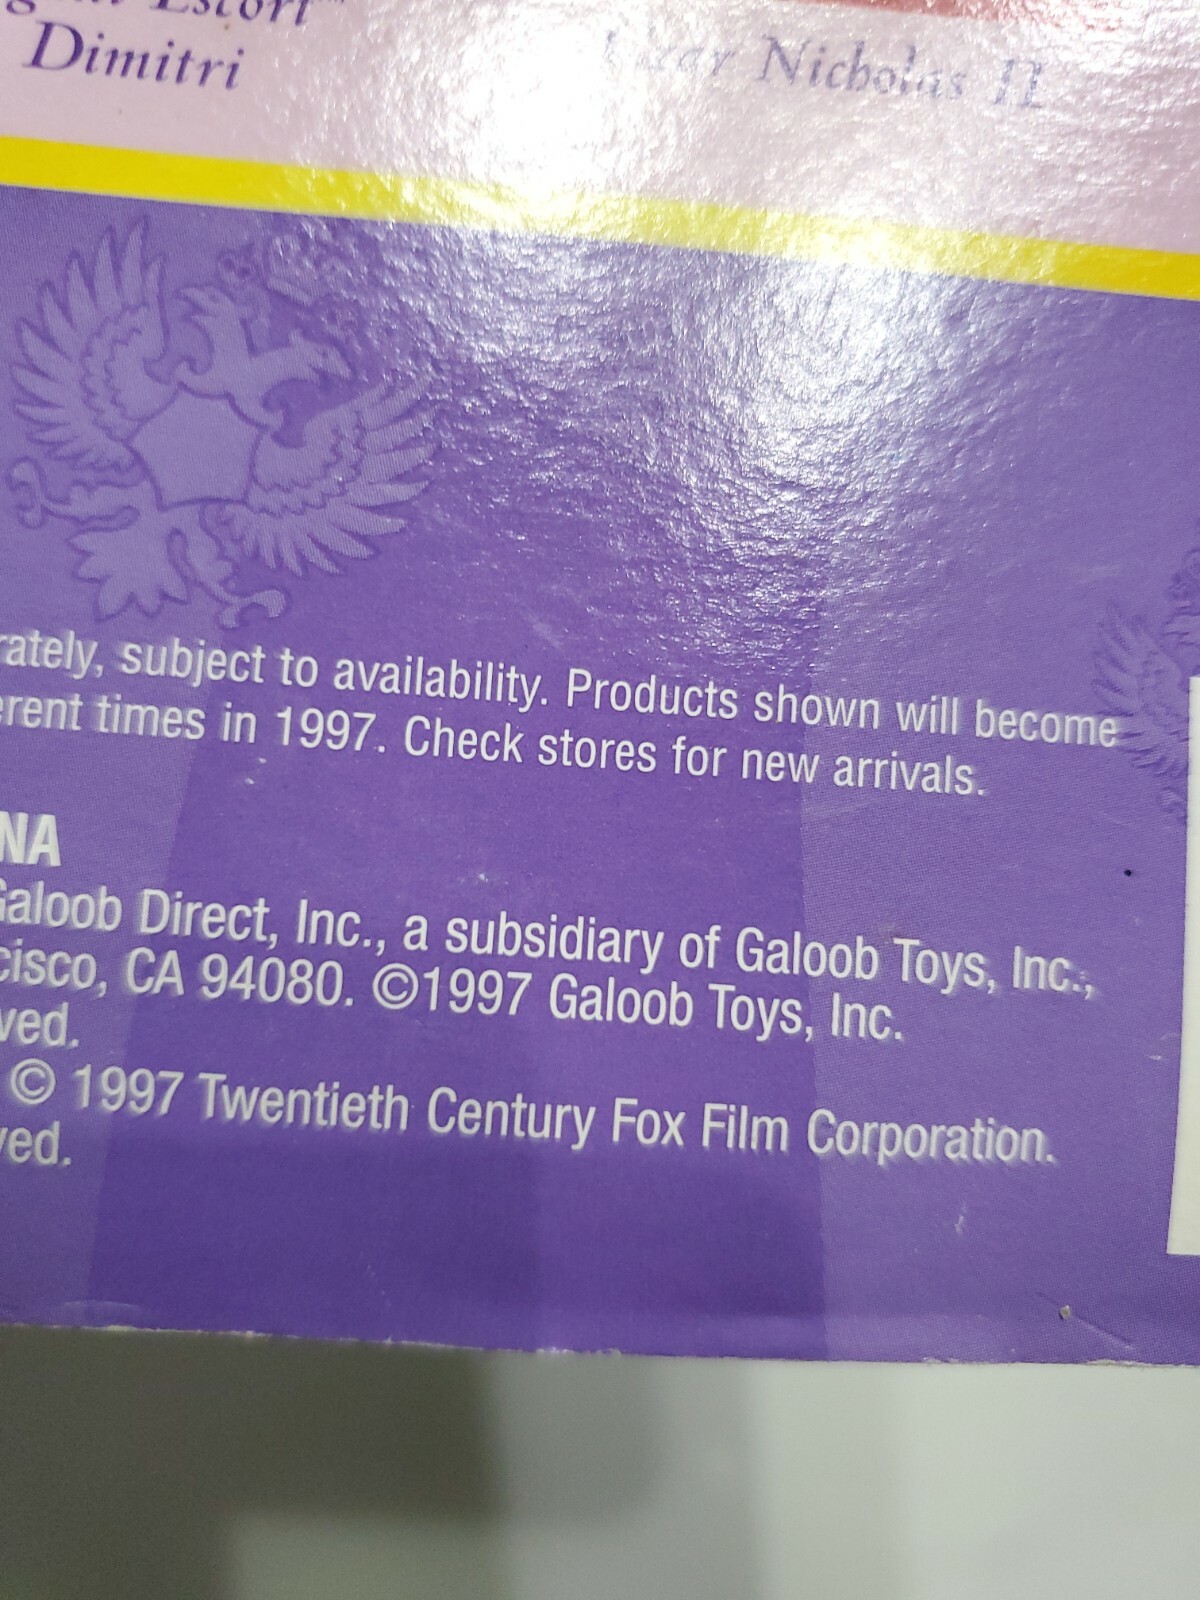 Escort™
Dimitri
Nicholas II
rately, subject to availability. Products shown will become
erent times in 1997. Check stores for new arrivals.
NA
Galoob Direct, Inc., a subsidiary of Galoob Toys, Inc.,
cisco, CA 94080. ©1997 Galoob Toys, Inc.
ved.
© 1997 Twentieth Century Fox Film Corporation.
ved.